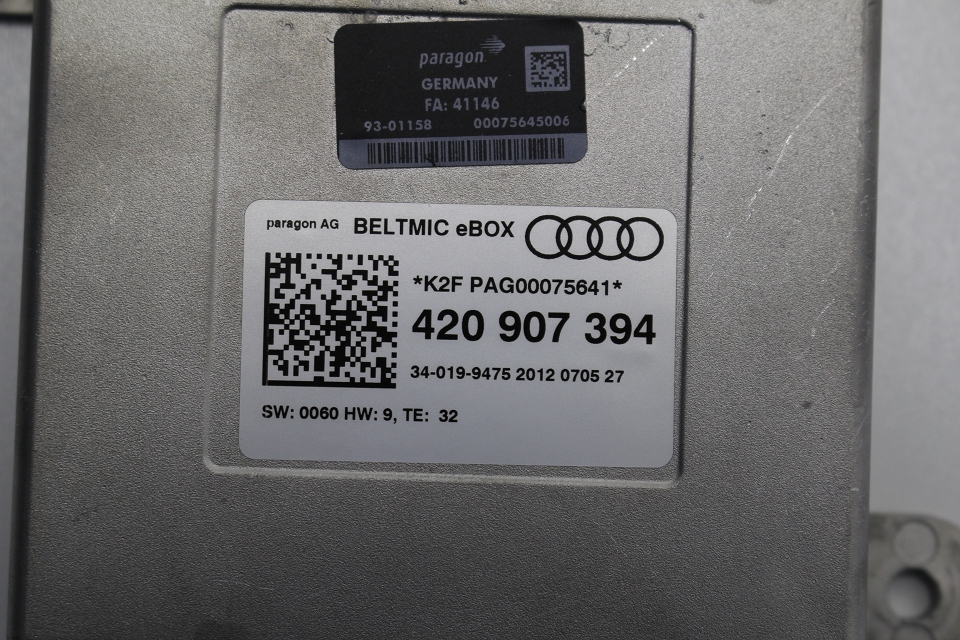 paragon
GERMANY
FA: 41146
93-01158 00075645006
paragon AG BELTMIC eBOX
*K2F PAG00075641*
420 907 394
34-019-9475 2012 0705 27
SW: 0060 HW: 9, TE: 32